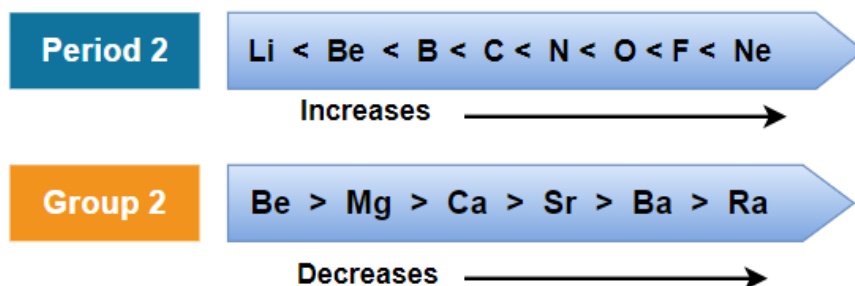 Period 2
Li < Be < B < C < N < O < F < Ne
Increases
Group 2
Be > Mg > Ca > Sr > Ba > Ra
Decreases